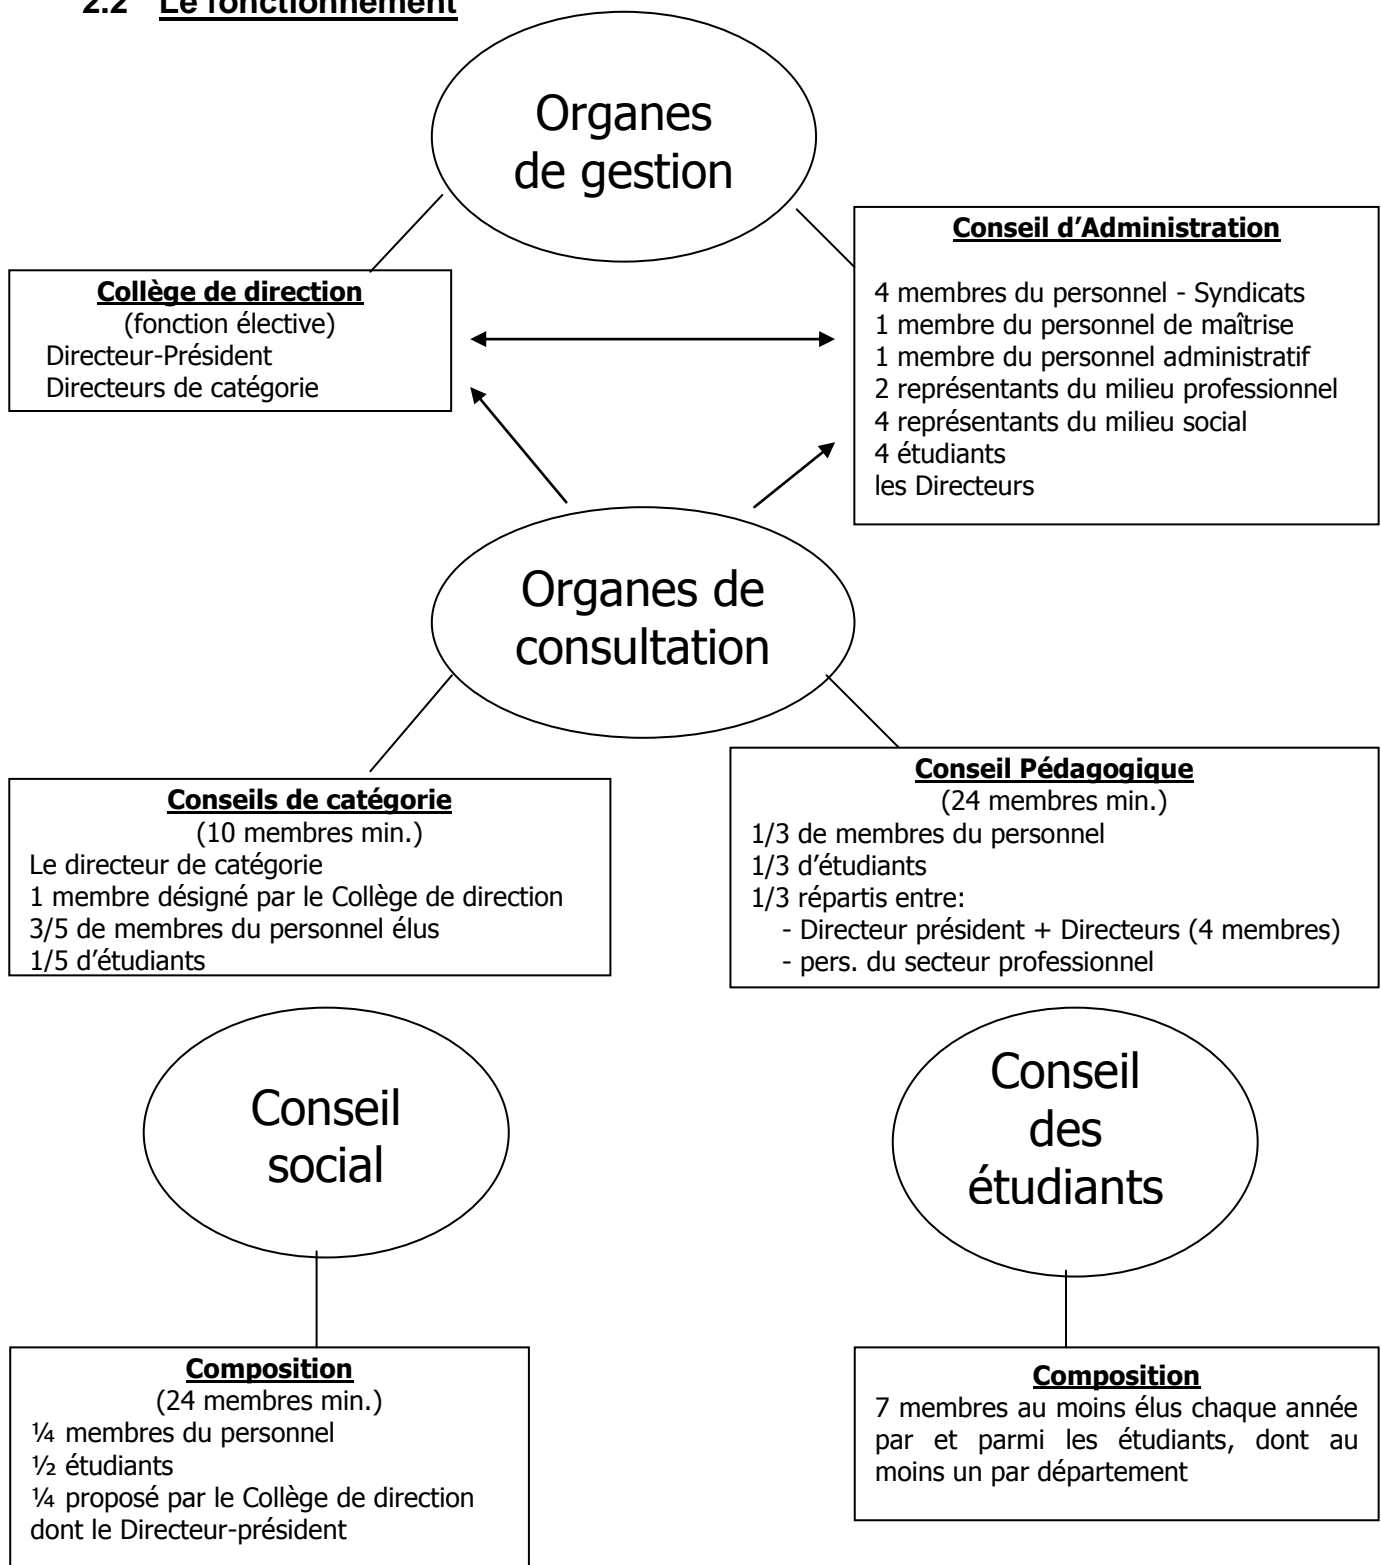 2.2 Le fonctionnement
Organes
de gestion
Conseil d'Administration
4 membres du personnel - Syndicats
1 membre du personnel de maîtrise
1 membre du personnel administratif
2 représentants du milieu professionnel
4 représentants du milieu social
4 étudiants
les Directeurs
Collège de direction
(fonction élective)
Directeur-Président
Directeurs de catégorie
Organes de
consultation
Conseils de catégorie
(10 membres min.)
Le directeur de catégorie
1 membre désigné par le Collège de direction
3/5 de membres du personnel élus
1/5 d'étudiants
Conseil Pédagogique
(24 membres min.)
1/3 de membres du personnel
1/3 d'étudiants
1/3 répartis entre:
- Directeur président + Directeurs (4 membres)
- pers. du secteur professionnel
Conseil
social
Conseil
des
étudiants
Composition
(24 membres min.)
¼ membres du personnel
½ étudiants
¼ proposé par le Collège de direction
dont le Directeur-président
Composition
7 membres au moins élus chaque année
par et parmi les étudiants, dont au
moins un par département